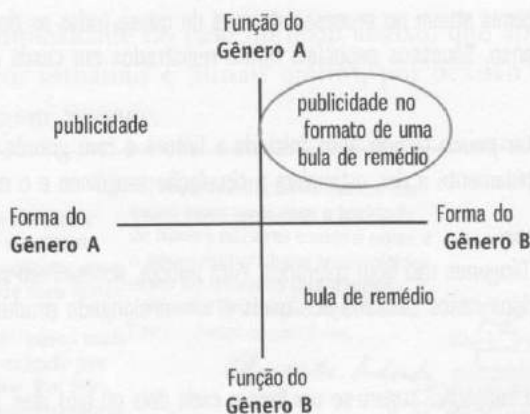 Função do
Gênero A
publicidade
publicidade no
formato de uma
bula de remédio
Forma do
Gênero A
Forma do
Gênero B
bula de remédio
Função do
Gênero B